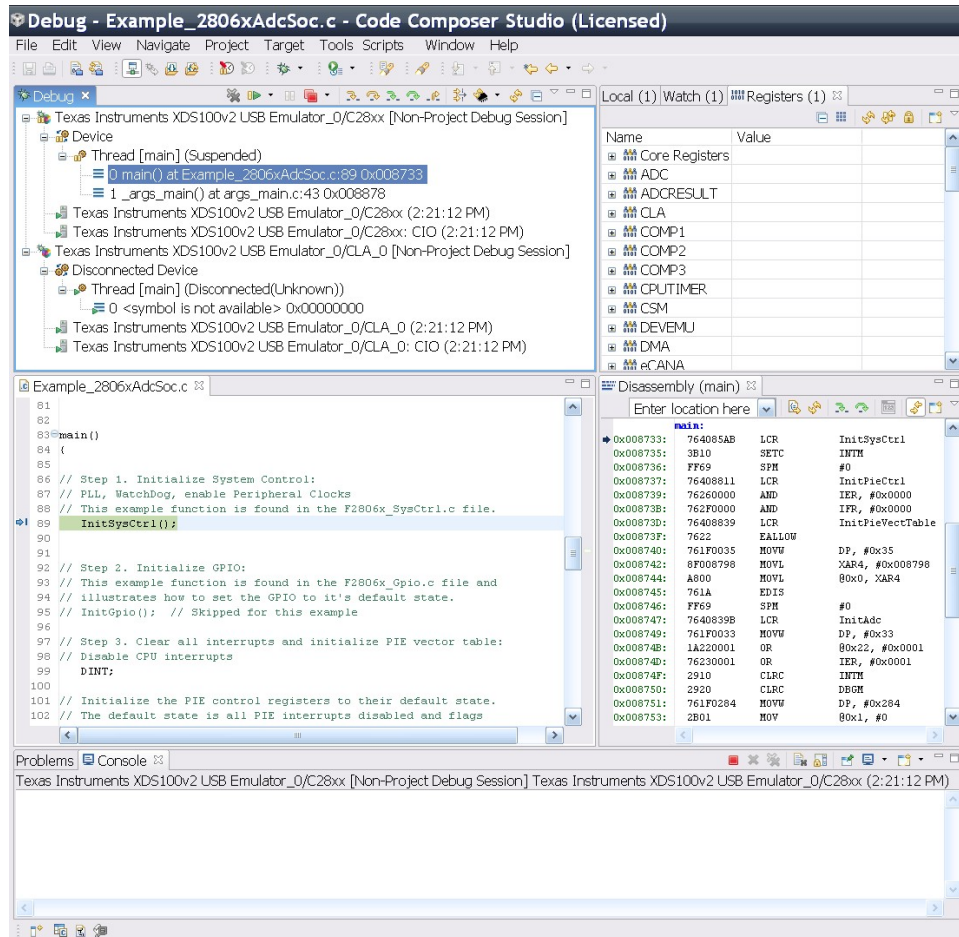 Debug - Example_2806xAdcSoc.c - Code Composer Studio (Licensed)
File Edit View Navigate Project Target Tools Scripts Window Help
Debug
Texas Instruments XDS100v2 USB Emulator_0/C28xx [Non-Project Debug Session]
Device
Thread [main] (Suspended)
0 main() at Example_2806xAdcSoc.c:89 0x008733
1 _args_main() at args_main.c:43 0x008878
Texas Instruments XDS100v2 USB Emulator_0/C28xx (2:21:12 PM)
Texas Instruments XDS100v2 USB Emulator_0/C28xx: CIO (2:21:12 PM)
Texas Instruments XDS100v2 USB Emulator_0/CLA_0 [Non-Project Debug Session]
Disconnected Device
Thread [main] (Disconnected(Unknown))
0 <symbol is not available> 0x00000000
Texas Instruments XDS100v2 USB Emulator_0/CLA_0 (2:21:12 PM)
Texas Instruments XDS100v2 USB Emulator_0/CLA_0: CIO (2:21:12 PM)
Local (1) Watch (1) Registers (1)
Name Value
Core Registers
ADC
ADCRESULT
CLA
COMP1
COMP2
COMP3
CPUTIMER
CSM
DEVEMU
DMA
eCANA
Example_2806xAdcSoc.c
81
82
83 main()
84 {
85
86 // Step 1. Initialize System Control:
87 // PLL, WatchDog, enable Peripheral Clocks
88 // This example function is found in the F2806x_SysCtrl.c file.
89 InitSysCtrl();
90
91
92 // Step 2. Initialize GPIO:
93 // This example function is found in the F2806x_Gpio.c file and
94 // illustrates how to set the GPIO to it's default state.
95 // InitGpio(); // Skipped for this example
96
97 // Step 3. Clear all interrupts and initialize PIE vector table:
98 // Disable CPU interrupts
99 DINT;
100
101 // Initialize the PIE control registers to their default state.
102 // The default state is all PIE interrupts disabled and flags
Disassembly (main)
Enter location here
main:
0x008733: 764085AB LCR InitSysCtrl
0x008735: 3B10 SETC INTM
0x008736: FF69 SPM #0
0x008737: 76408811 LCR InitPieCtrl
0x008739: 76260000 AND IER, #0x0000
0x00873B: 762F0000 AND IFR, #0x0000
0x00873D: 76408839 LCR InitPieVectTable
0x00873F: 7622 EALLOW
0x008740: 761F0035 MOVW DP, #0x35
0x008742: 8F008798 MOVL XAR4, #0x008798
0x008744: A800 MOVL @0x0, XAR4
0x008745: 761A EDIS
0x008746: FF69 SPM #0
0x008747: 7640839B LCR InitAdc
0x008749: 761F0033 MOVW DP, #0x33
0x00874B: 1A220001 OR @0x22, #0x0001
0x00874D: 76230001 OR IER, #0x0001
0x00874F: 2910 CLRC INTM
0x008750: 2920 CLRC DBGM
0x008751: 761F0284 MOVW DP, #0x284
0x008753: 2B01 MOV @0x1, #0
Problems Console
Texas Instruments XDS100v2 USB Emulator_0/C28xx [Non-Project Debug Session] Texas Instruments XDS100v2 USB Emulator_0/C28xx (2:21:12 PM)